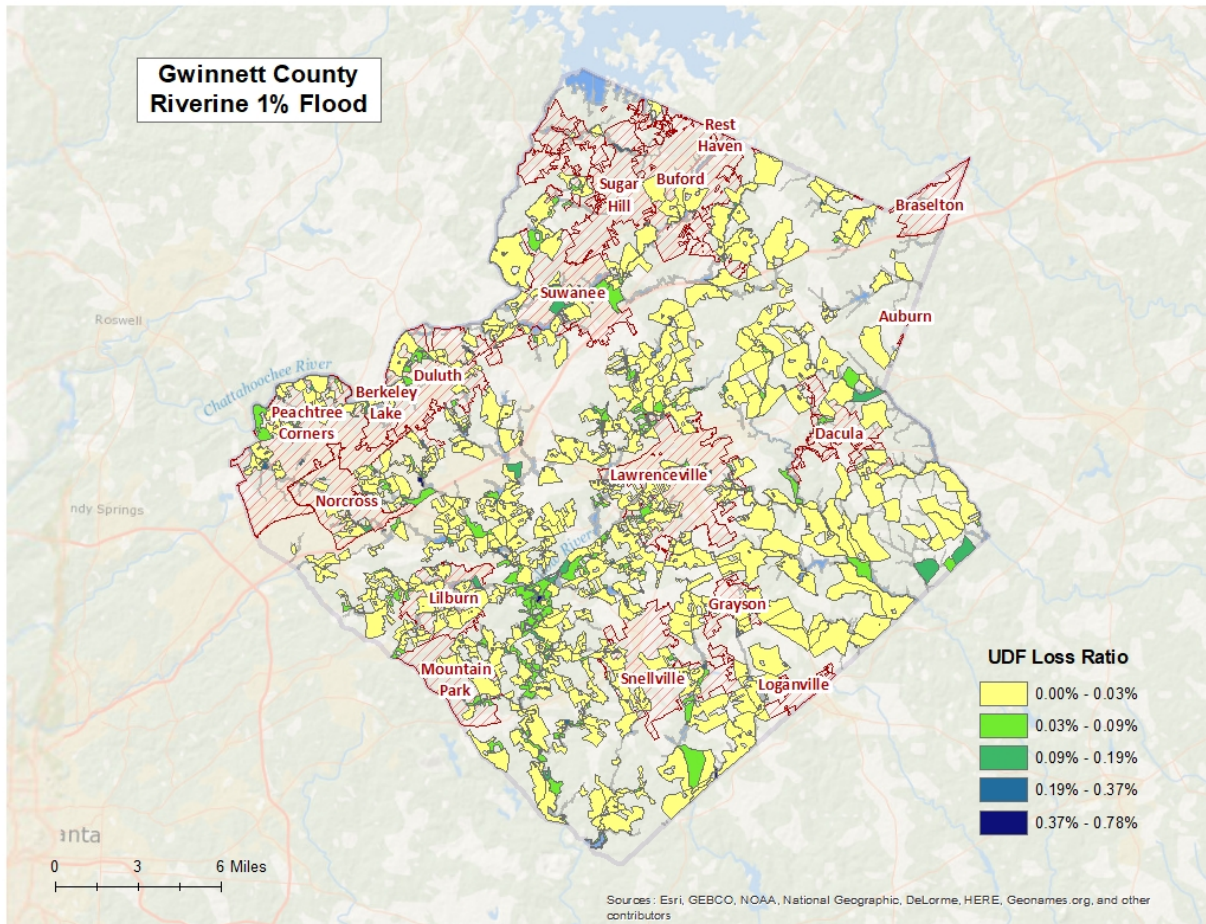 Gwinnett County
Riverine 1% Flood
Rest
Haven
Sugar
Hill
Buford
Braselton
Suwanee
Auburn
Roswell
Chattahoochee River
Duluth
Berkeley
Lake
Peachtree
Corners
Dacula
Lawrenceville
Norcross
ndy Springs
River
Lilburn
Grayson
Mountain
Park
Snellville
Loganville
UDF Loss Ratio
0.00% - 0.03%
0.03% - 0.09%
0.09% - 0.19%
0.19% - 0.37%
0.37% - 0.78%
anta
0 3 6 Miles
Sources: Esri, GEBCO, NOAA, National Geographic, DeLorme, HERE, Geonames.org, and other
contributors